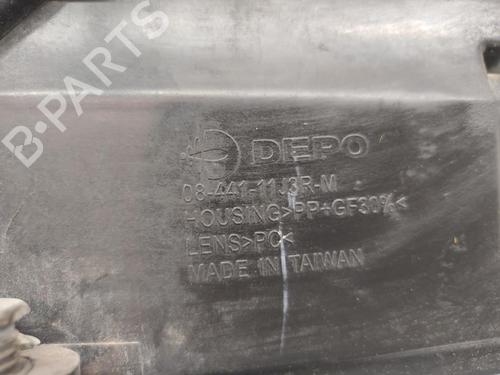 B-PARTS
DEPO
08-441-11J3R-M
HOUSING>PP+GF30%<
LENS>PC<
MADE IN TAIWAN